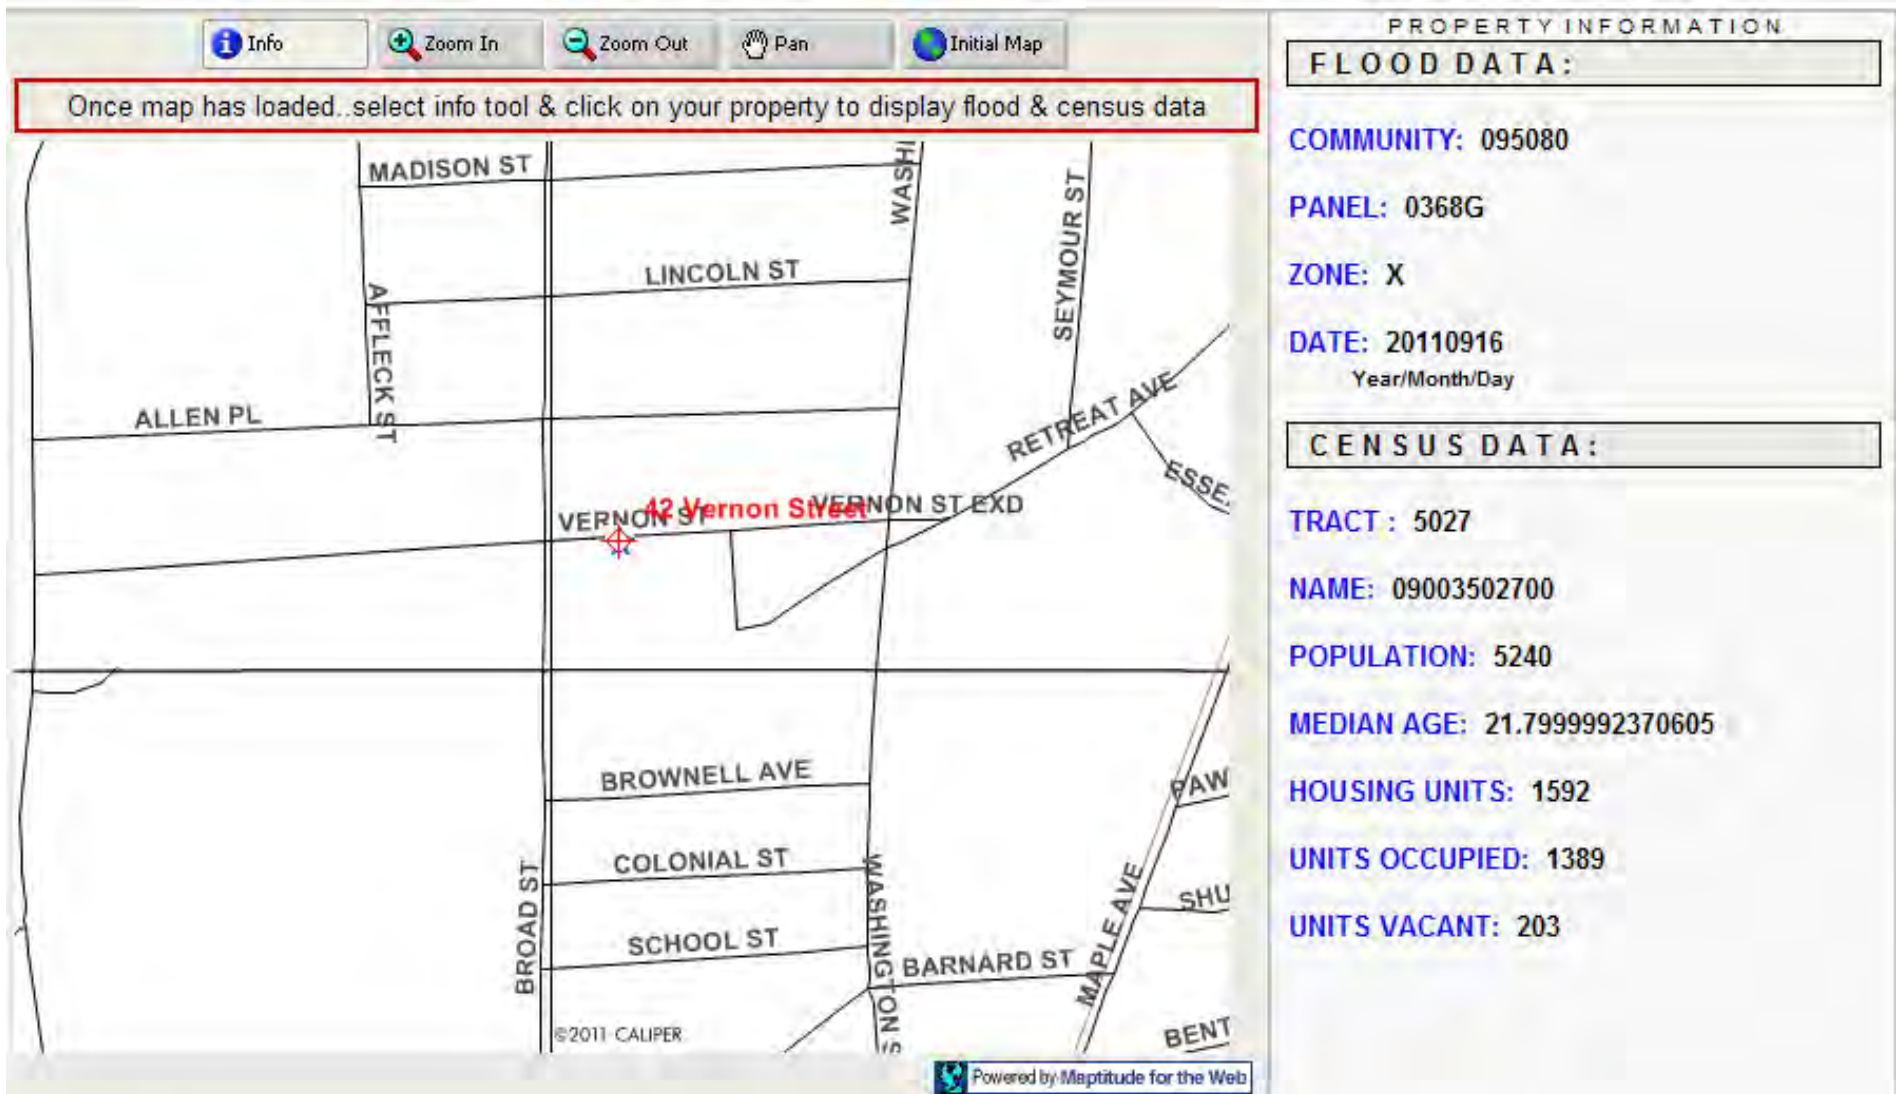 Info
Zoom In
Zoom Out
Pan
Initial Map
Once map has loaded..select info tool & click on your property to display flood & census data
MADISON ST
WASHI
SEYMOUR ST
LINCOLN ST
AFFLECK ST
RETREAT AVE
ALLEN PL
ESSE
VERNON ST
42 Vernon Street
VERNON ST EXD
BROWNELL AVE
PAW
COLONIAL ST
BROAD ST
WASHINGTON S
MAPLE AVE
SHU
SCHOOL ST
BARNARD ST
BENT
©2011 CALIPER
Powered by Maptitude for the Web
PROPERTY INFORMATION
FLOOD DATA:
COMMUNITY: 095080
PANEL: 0368G
ZONE: X
DATE: 20110916
Year/Month/Day
CENSUS DATA:
TRACT : 5027
NAME: 09003502700
POPULATION: 5240
MEDIAN AGE: 21.7999992370605
HOUSING UNITS: 1592
UNITS OCCUPIED: 1389
UNITS VACANT: 203